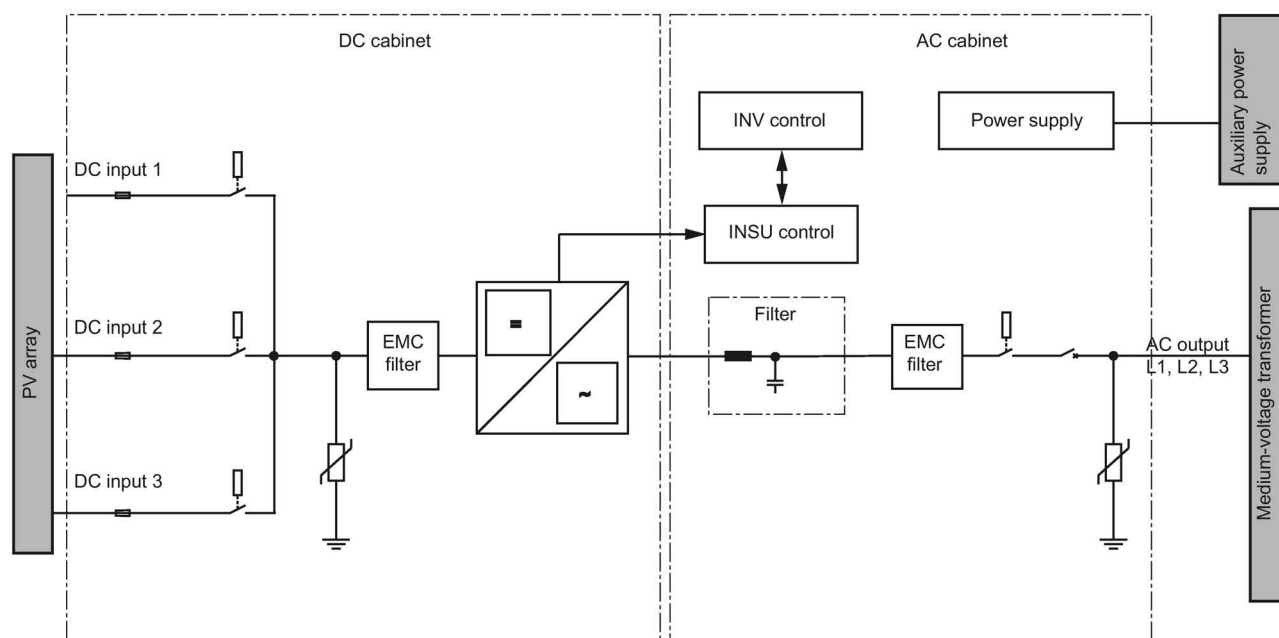 DC cabinet
AC cabinet
INV control
Power supply
Auxiliary power
supply
DC input 1
INSU control
PV array
DC input 2
EMC
filter
=
~
Filter
EMC
filter
AC output
L1, L2, L3
Medium-voltage transformer
DC input 3